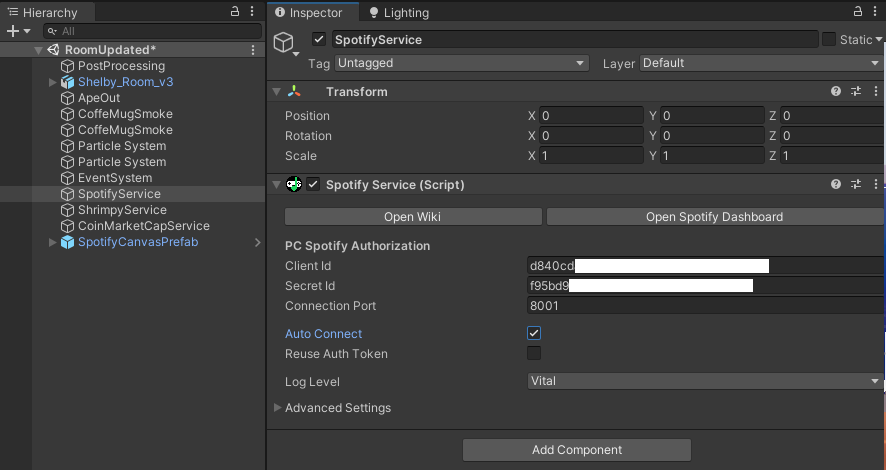 Hierarchy
All
RoomUpdated*
PostProcessing
Shelby_Room_v3
ApeOut
CoffeMugSmoke
CoffeMugSmoke
Particle System
Particle System
EventSystem
SpotifyService
ShrimpyService
CoinMarketCapService
SpotifyCanvasPrefab
Inspector Lighting
SpotifyService Static
Tag Untagged Layer Default
Transform
Position X 0 Y 0 Z 0
Rotation X 0 Y 0 Z 0
Scale X 1 Y 1 Z 1
Spotify Service (Script)
Open Wiki Open Spotify Dashboard
PC Spotify Authorization
Client Id d840cd
Secret Id f95bd9
Connection Port 8001
Auto Connect
Reuse Auth Token
Log Level Vital
Advanced Settings
Add Component